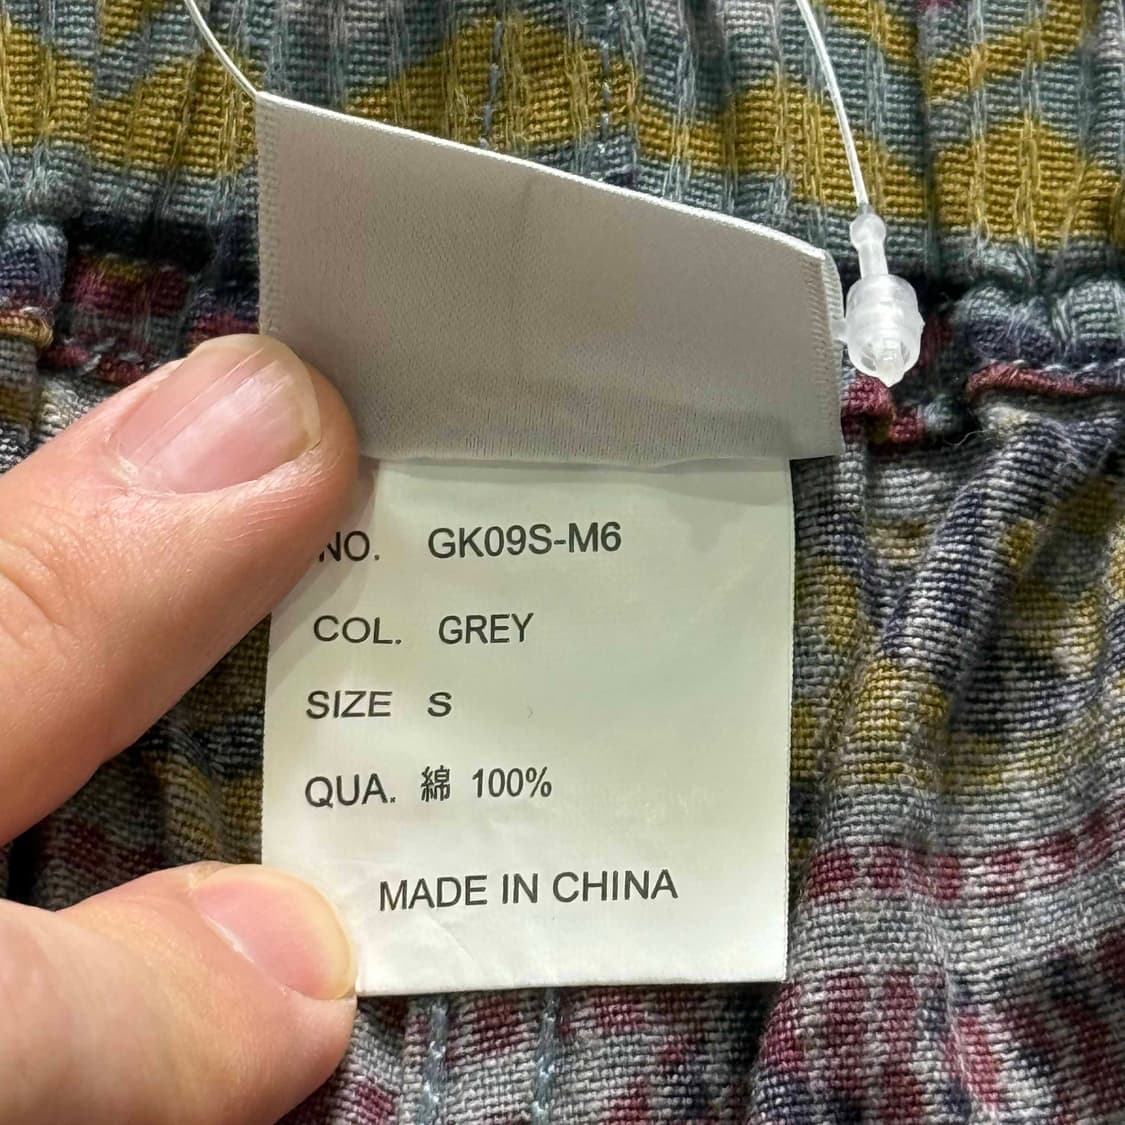 NO. GK09S-M6
COL. GREY
SIZE S
QUA. 綿 100%
MADE IN CHINA